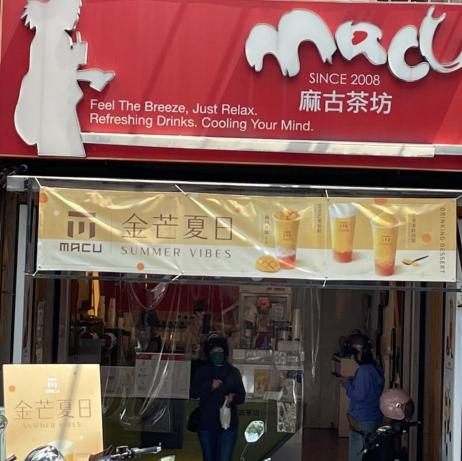 macu
SINCE 2008
麻古茶坊
Feel The Breeze, Just Relax.
Refreshing Drinks. Cooling Your Mind.
MACU
金芒夏日
SUMMER VIBES
DRINKING DESSERT
MACU
金芒夏日
SUMMER VIBES